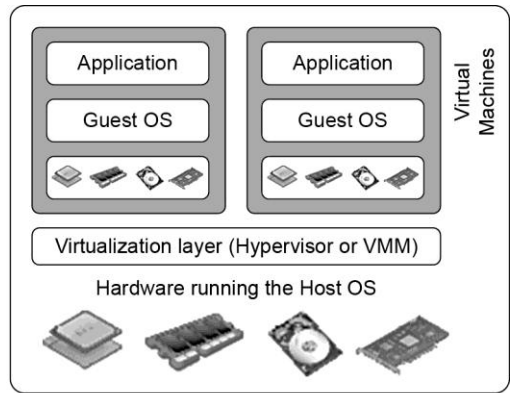 Application
Application
Guest OS
Guest OS
Virtual
Machines
Virtualization layer (Hypervisor or VMM)
Hardware running the Host OS